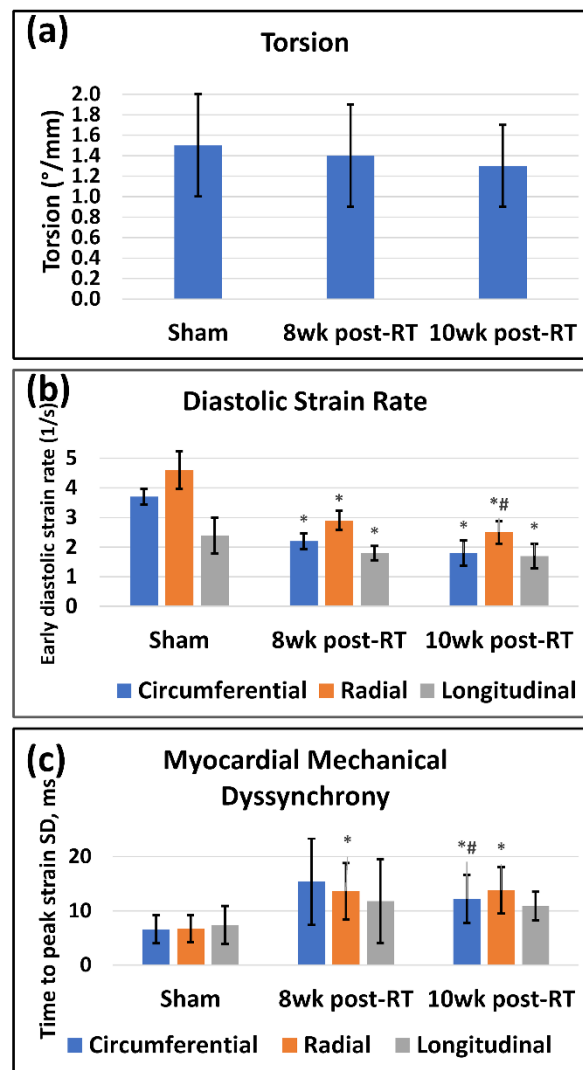 (a)
Torsion
Torsion (°/mm)
2.0
1.8
1.6
1.4
1.2
1.0
0.8
0.6
0.4
0.2
0.0
Sham 8wk post-RT 10wk post-RT
(b)
Diastolic Strain Rate
Early diastolic strain rate (1/s)
5
4
3
2
1
0
* * *
* *# *
Sham 8wk post-RT 10wk post-RT
Circumferential Radial Longitudinal
(c)
Myocardial Mechanical
Dyssynchrony
Time to peak strain SD, ms
20
10
0
*
*# *
Sham 8wk post-RT 10wk post-RT
Circumferential Radial Longitudinal